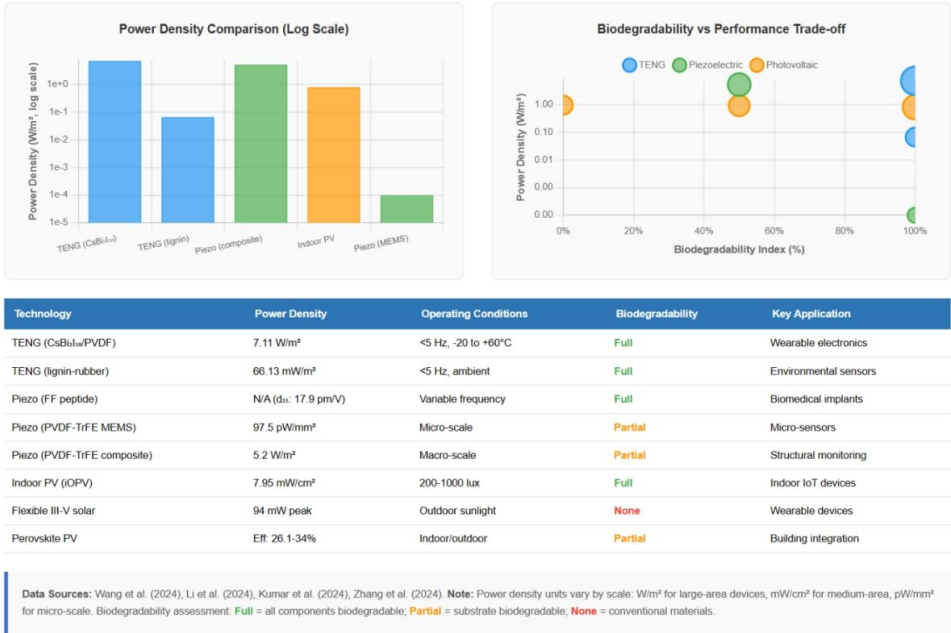 Power Density Comparison (Log Scale)
Power Density (W/m², log scale)
1e+0
1e-1
1e-2
1e-3
1e-4
1e-5
TENG (lignin)
Piezo (composite)
Indoor PV
Piezo (MEMS)
Biodegradability vs Performance Trade-off
TENG Piezoelectric Photovoltaic
Power Density (W/m²)
1.00
0.10
0.01
0.00
0.00
0% 20% 40% 60% 80% 100%
Biodegradability Index (%)
Technology Power Density Operating Conditions Biodegradability Key Application
TENG (CsBi₃I₁₀/PVDF) 7.11 W/m² <5 Hz, -20 to +60°C Full Wearable electronics
TENG (lignin-rubber) 66.13 mW/m² <5 Hz, ambient Full Environmental sensors
Piezo (FF peptide) N/A (d₃₃: 17.9 pm/V) Variable frequency Full Biomedical implants
Piezo (PVDF-TrFE MEMS) 97.5 pW/mm² Micro-scale Partial Micro-sensors
Piezo (PVDF-TrFE composite) 5.2 W/m² Macro-scale Partial Structural monitoring
Indoor PV (iOPV) 7.95 mW/cm² 200-1000 lux Full Indoor IoT devices
Flexible III-V solar 94 mW peak Outdoor sunlight None Wearable devices
Perovskite PV Eff: 26.1-34% Indoor/outdoor Partial Building integration
Data Sources: Wang et al. (2024), Li et al. (2024), Kumar et al. (2024), Zhang et al. (2024). Note: Power density units vary by scale: W/m² for large-area devices, mW/cm² for medium-area, pW/mm²
for micro-scale. Biodegradability assessment: Full = all components biodegradable; Partial = substrate biodegradable; None = conventional materials.